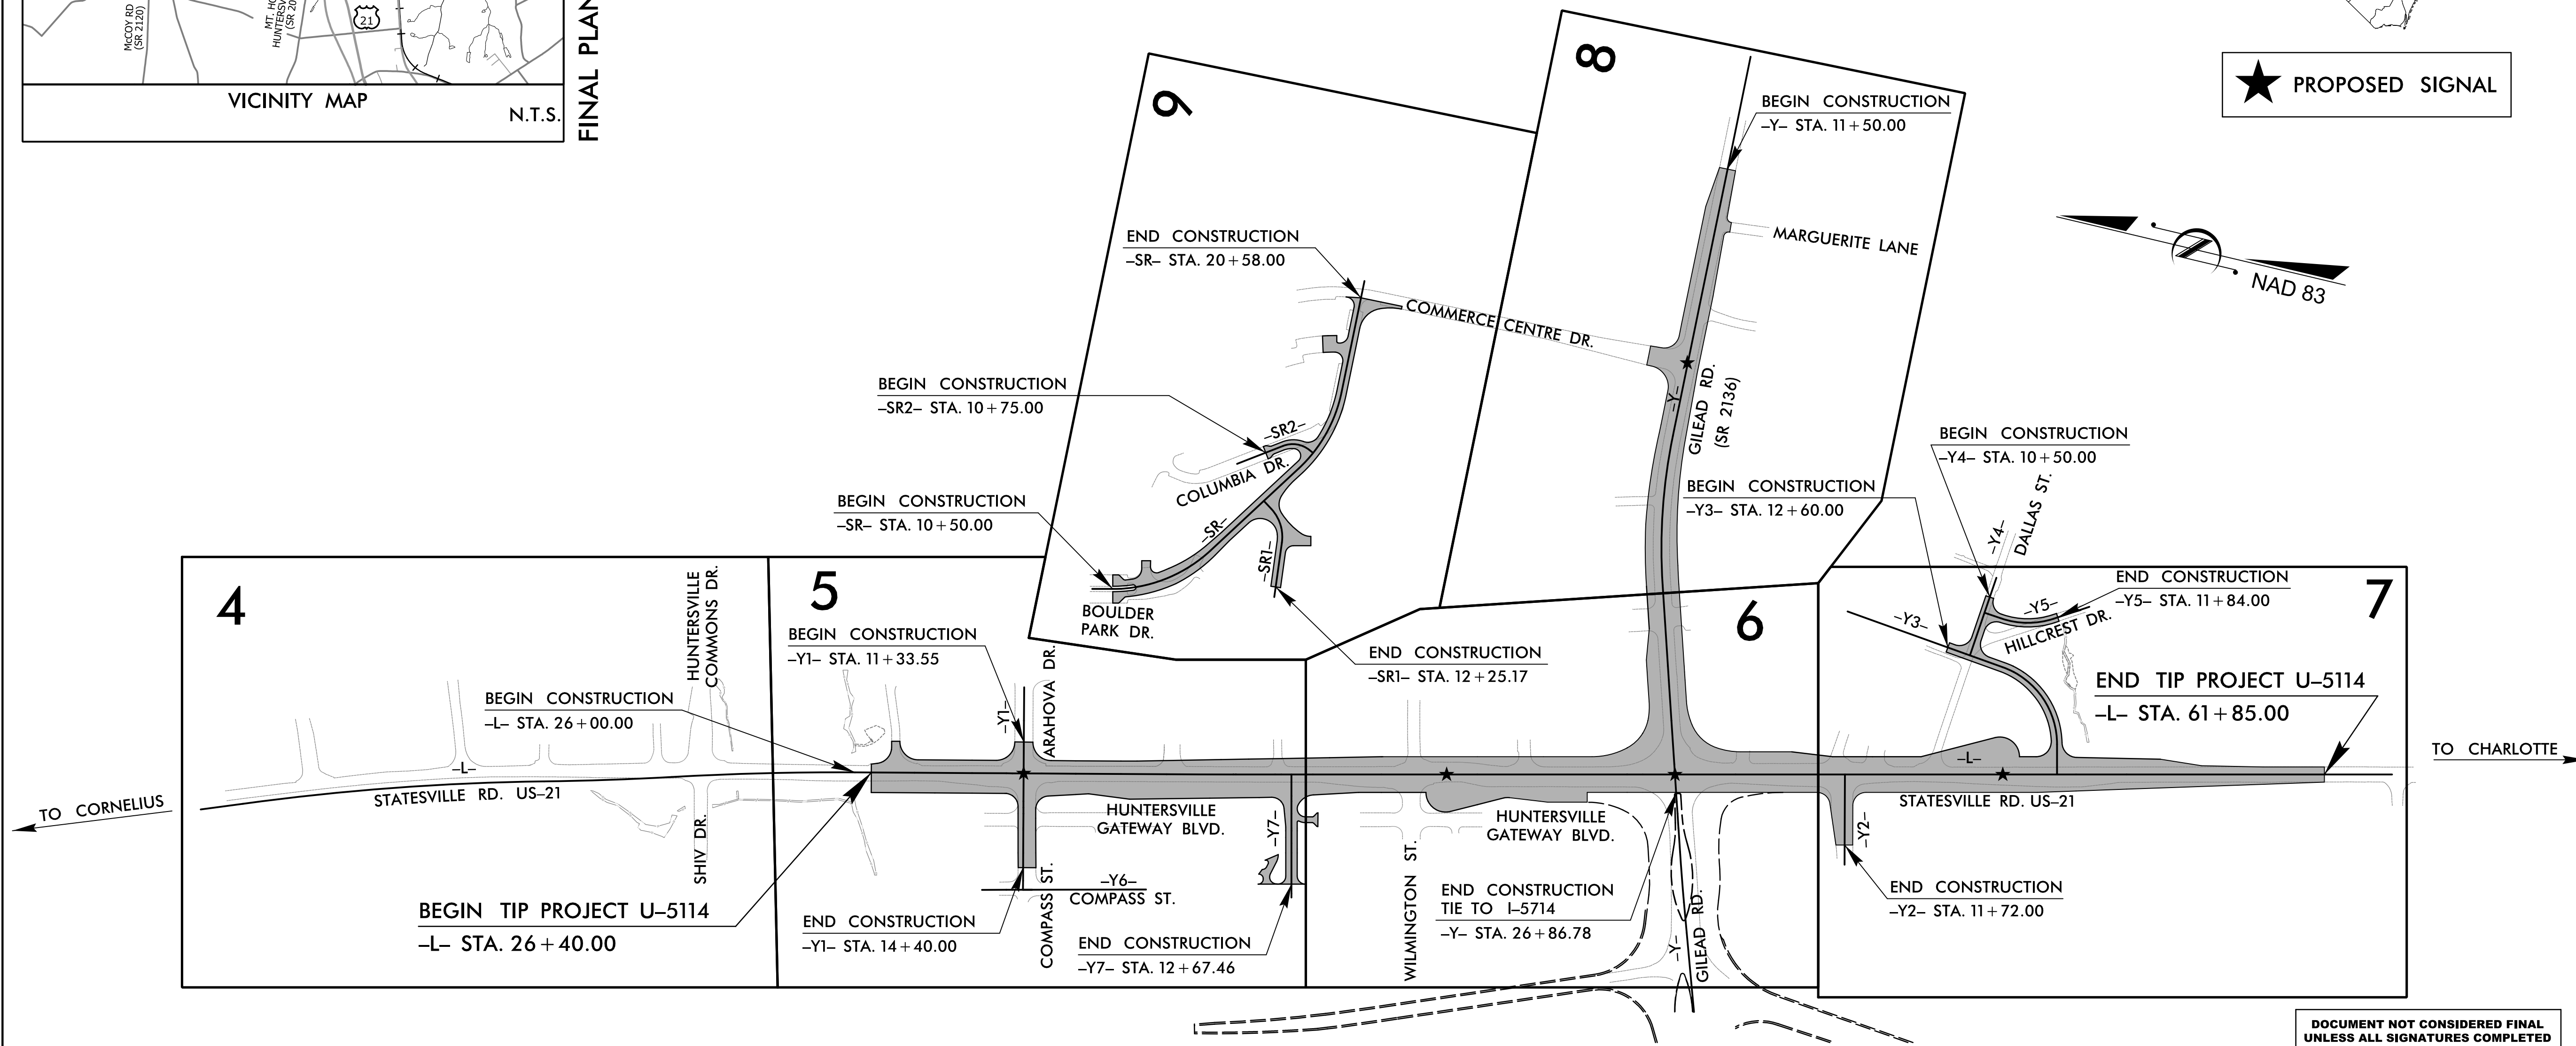 McCOY RD
(SR 2120)
21
VICINITY MAP
N.T.S.
PROPOSED SIGNAL
9
8
BEGIN CONSTRUCTION
–Y– STA. 11+50.00
MARGUERITE LANE
END CONSTRUCTION
–SR– STA. 20+58.00
COMMERCE CENTRE DR.
NAD 83
BEGIN CONSTRUCTION
–SR2– STA. 10+75.00
–SR2–
COLUMBIA DR.
–Y–
GILEAD RD.
(SR 2136)
BEGIN CONSTRUCTION
–Y4– STA. 10+50.00
BEGIN CONSTRUCTION
–SR– STA. 10+50.00
–SR–
–SR1–
BOULDER
PARK DR.
BEGIN CONSTRUCTION
–Y3– STA. 12+60.00
–Y4–
DALLAS ST.
–Y3–
–Y5–
HILLCREST DR.
END CONSTRUCTION
–Y5– STA. 11+84.00
4
5
6
7
HUNTERSVILLE
COMMONS DR.
BEGIN CONSTRUCTION
–Y1– STA. 11+33.55
–Y1–
ARAHOVA DR.
END CONSTRUCTION
–SR1– STA. 12+25.17
BEGIN CONSTRUCTION
–L– STA. 26+00.00
END TIP PROJECT U–5114
–L– STA. 61+85.00
TO CHARLOTTE
TO CORNELIUS
–L–
STATESVILLE RD. US–21
SHIV DR.
HUNTERSVILLE
GATEWAY BLVD.
–Y7–
HUNTERSVILLE
GATEWAY BLVD.
–L–
STATESVILLE RD. US–21
–Y2–
–Y6–
COMPASS ST.
COMPASS ST.
WILMINGTON ST.
BEGIN TIP PROJECT U–5114
–L– STA. 26+40.00
END CONSTRUCTION
–Y1– STA. 14+40.00
END CONSTRUCTION
–Y7– STA. 12+67.46
END CONSTRUCTION
TIE TO I–5714
–Y– STA. 26+86.78
–Y–
GILEAD RD.
END CONSTRUCTION
–Y2– STA. 11+72.00
DOCUMENT NOT CONSIDERED FINAL
UNLESS ALL SIGNATURES COMPLETED